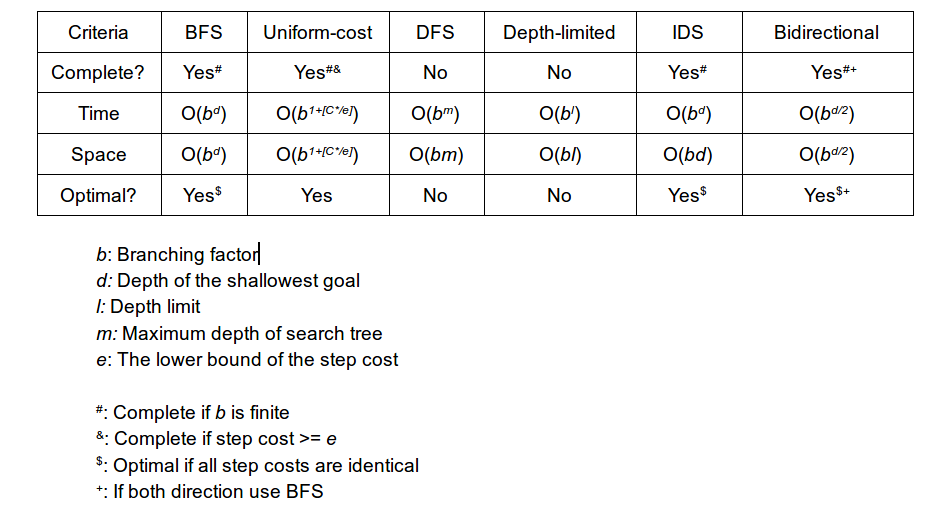 Criteria BFS Uniform-cost DFS Depth-limited IDS Bidirectional
Complete? Yes# Yes#& No No Yes# Yes#+
Time O(b^d) O(b^1+[C*/e]) O(b^m) O(b^l) O(b^d) O(b^d/2)
Space O(b^d) O(b^1+[C*/e]) O(bm) O(bl) O(bd) O(b^d/2)
Optimal? Yes$ Yes No No Yes$ Yes$+
b: Branching factor
d: Depth of the shallowest goal
l: Depth limit
m: Maximum depth of search tree
e: The lower bound of the step cost
#: Complete if b is finite
&: Complete if step cost >= e
$: Optimal if all step costs are identical
+: If both direction use BFS